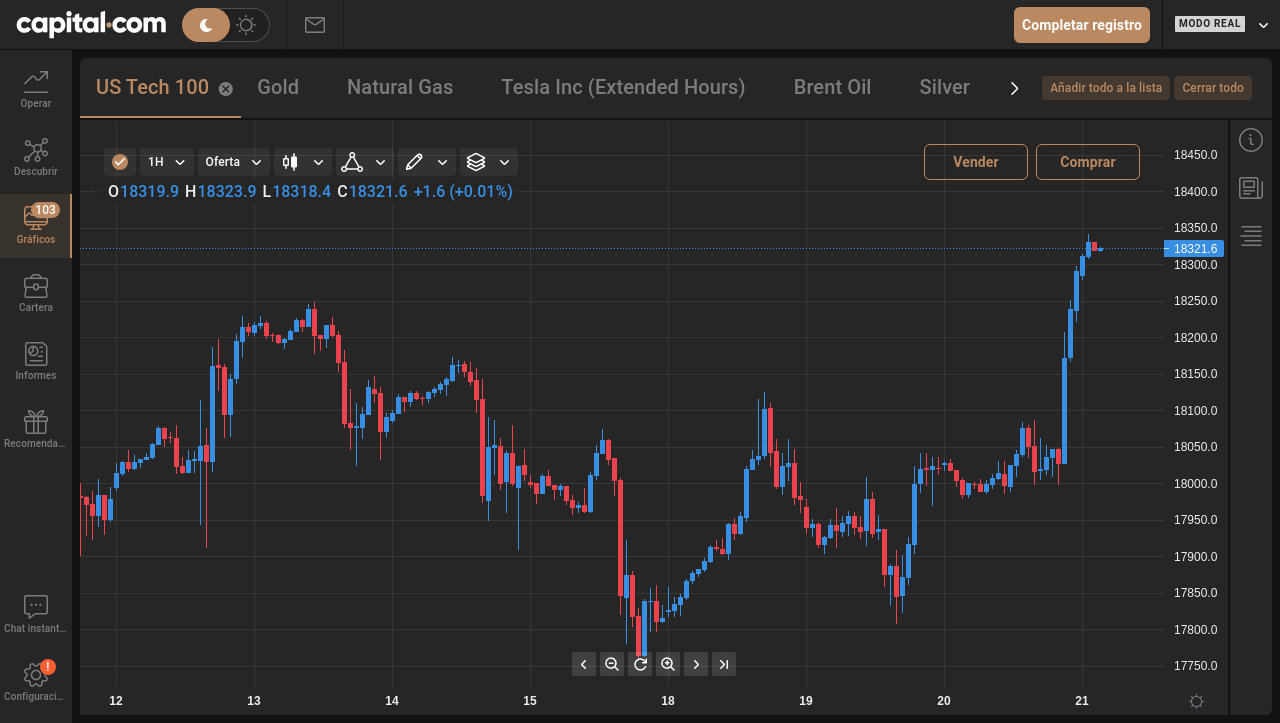 capital.com
Completar registro
MODO REAL
US Tech 100
Gold
Natural Gas
Tesla Inc (Extended Hours)
Brent Oil
Silver
Añadir todo a la lista
Cerrar todo
Operar
Descubrir
103
Gráficos
Cartera
Informes
Recomenda...
Chat instant...
!
Configuraci...
1H
Oferta
Vender
Comprar
O18319.9 H18323.9 L18318.4 C18321.6 +1.6 (+0.01%)
18450.0
18400.0
18350.0
18321.6
18300.0
18250.0
18200.0
18150.0
18100.0
18050.0
18000.0
17950.0
17900.0
17850.0
17800.0
17750.0
12 13 14 15 18 19 20 21